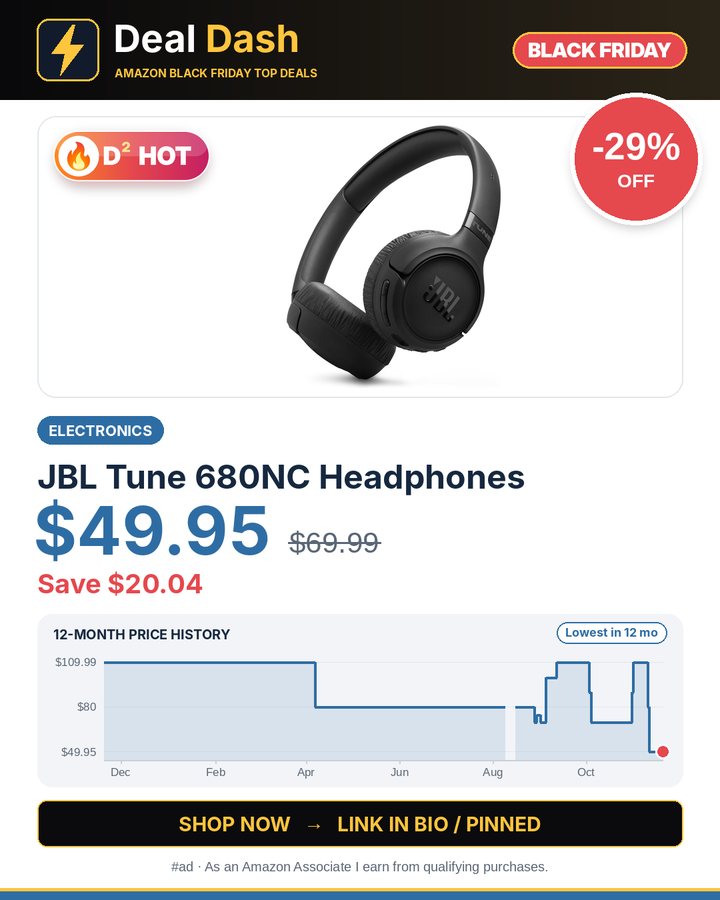 Deal Dash
AMAZON BLACK FRIDAY TOP DEALS
BLACK FRIDAY
-29%
OFF
D² HOT
JBL
ELECTRONICS
JBL Tune 680NC Headphones
$49.95 $69.99
Save $20.04
12-MONTH PRICE HISTORY
Lowest in 12 mo
$109.99
$80
$49.95
Dec Feb Apr Jun Aug Oct
SHOP NOW → LINK IN BIO / PINNED
#ad · As an Amazon Associate I earn from qualifying purchases.